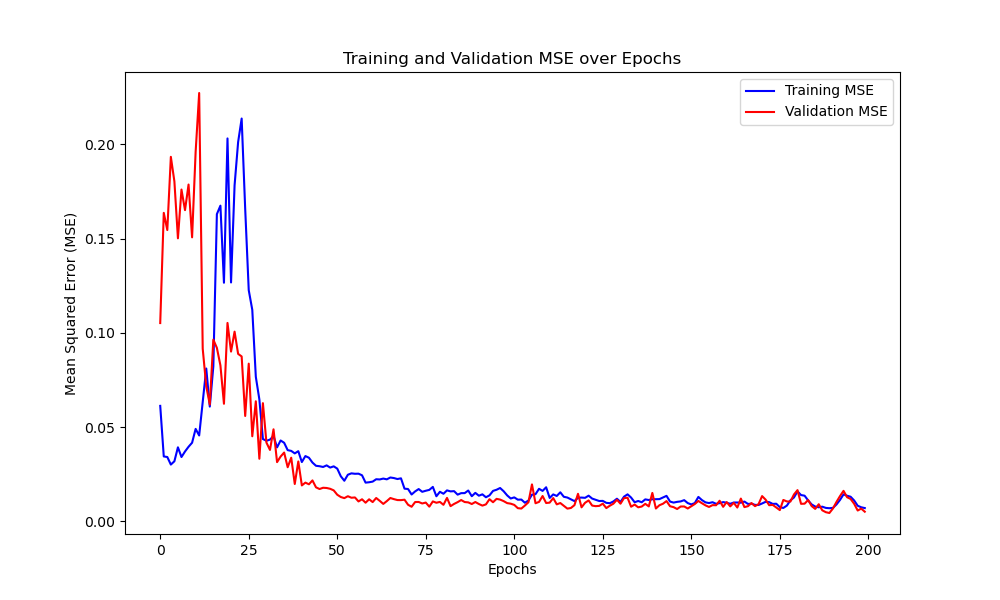 Training and Validation MSE over Epochs
Training MSE
Validation MSE
Mean Squared Error (MSE)
0.20
0.15
0.10
0.05
0.00
0 25 50 75 100 125 150 175 200
Epochs